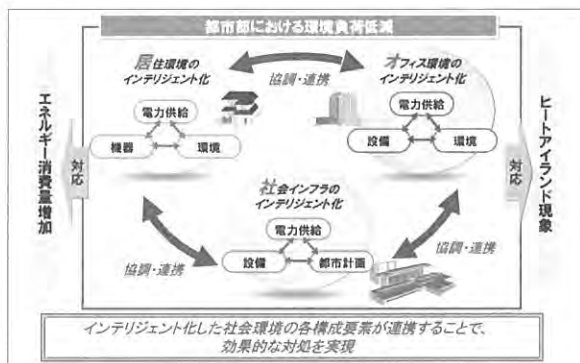 都市部における環境負荷低減
居住環境の
インテリジェント化
電力供給
機器
環境
協調・連携
オフィス環境の
インテリジェント化
電力供給
設備
環境
エネルギー消費量増加
対応
対応
ヒートアイランド現象
社会インフラの
インテリジェント化
電力供給
設備
都市計画
協調・連携
協調・連携
インテリジェント化した社会環境の各構成要素が連携することで、
効果的な対処を実現